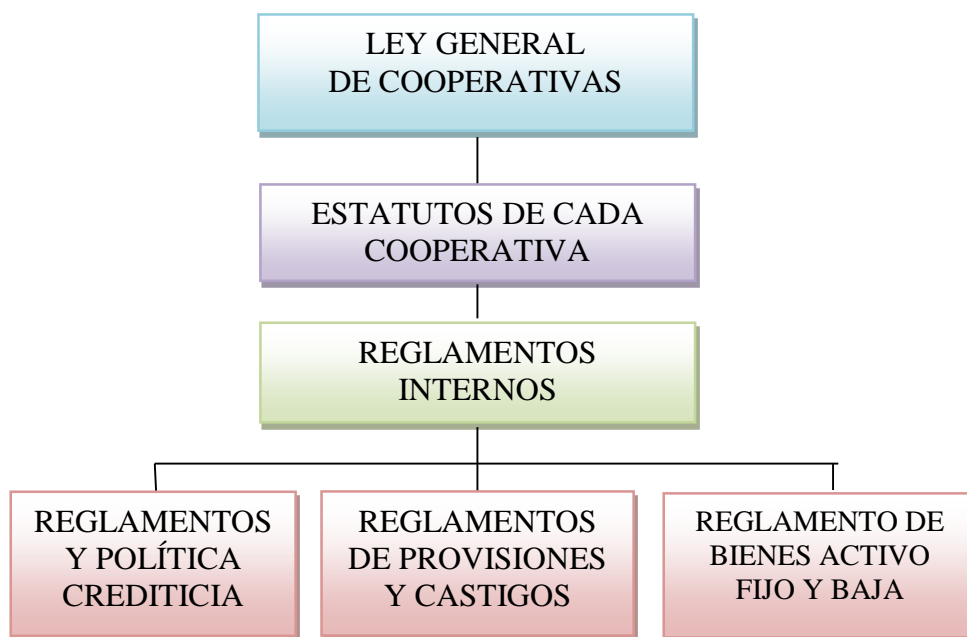 LEY GENERAL
DE COOPERATIVAS
ESTATUTOS DE CADA
COOPERATIVA
REGLAMENTOS
INTERNOS
REGLAMENTOS
Y POLÍTICA
CREDITICIA
REGLAMENTOS
DE PROVISIONES
Y CASTIGOS
REGLAMENTO DE
BIENES ACTIVO
FIJO Y BAJA